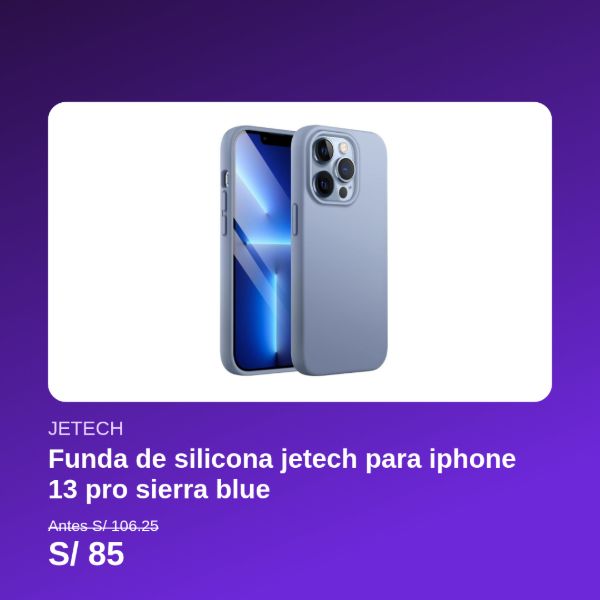 JETECH
Funda de silicona jetech para iphone
13 pro sierra blue
Antes S/ 106.25
S/ 85